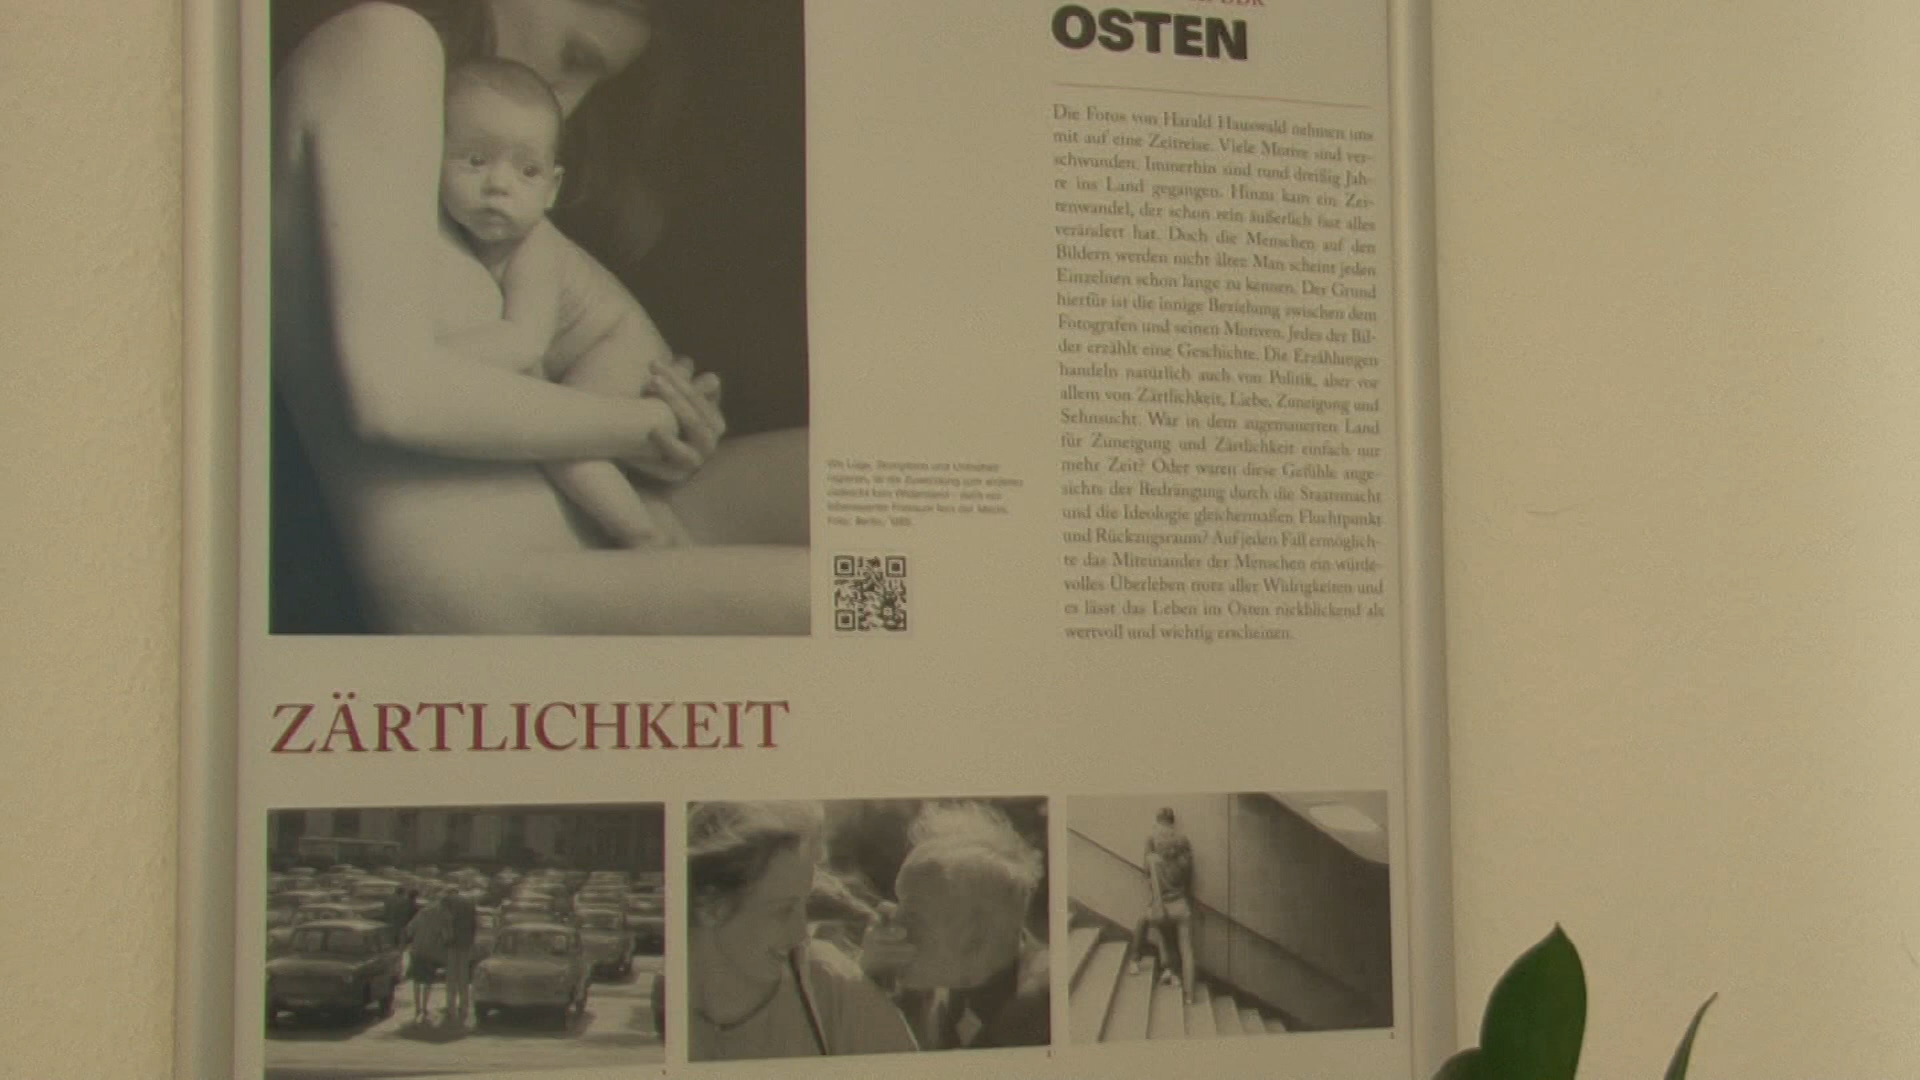 OSTEN
Die Fotos von Harald Hauswald nehmen uns
mit auf eine Zeitreise. Viele Motive sind ver-
schwunden. Immerhin sind rund dreißig Jah-
re ins Land gegangen. Hinzu kam ein Zei-
tenwandel, der schon rein äußerlich fast alles
verändert hat. Doch die Menschen auf den
Bildern werden nicht älter. Man scheint jeden
Einzelnen schon lange zu kennen. Der Grund
hierfür ist die innige Beziehung zwischen dem
Fotografen und seinen Motiven. Jedes der Bil-
der erzählt eine Geschichte. Die Erzählungen
handeln natürlich auch von Politik, aber vor
allem von Zärtlichkeit, Liebe, Zuneigung und
Sehnsucht. War in dem zugemauerten Land
für Zuneigung und Zärtlichkeit einfach nur
mehr Zeit? Oder waren diese Gefühle ange-
sichts der Bedrängung durch die Staatsmacht
und die Ideologie gleichermaßen Fluchtpunkt
und Rückzugsraum? Auf jeden Fall ermöglich-
te das Miteinander der Menschen ein würde-
volles Überleben trotz aller Widrigkeiten und
es lässt das Leben im Osten rückblickend als
wertvoll und wichtig erscheinen.
ZÄRTLICHKEIT